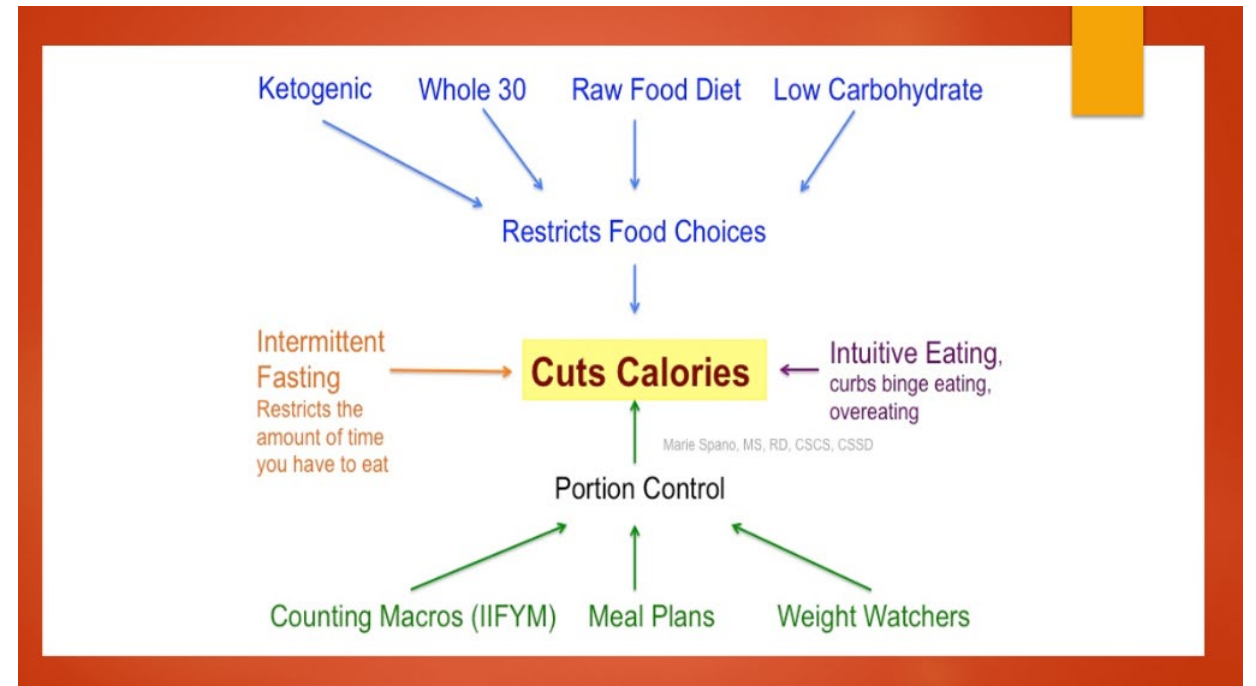 Ketogenic Whole 30 Raw Food Diet Low Carbohydrate
Restricts Food Choices
Intermittent
Fasting
Restricts the
amount of time
you have to eat
Cuts Calories
Intuitive Eating,
curbs binge eating,
overeating
Marie Spano, MS, RD, CSCS, CSSD
Portion Control
Counting Macros (IIFYM) Meal Plans Weight Watchers